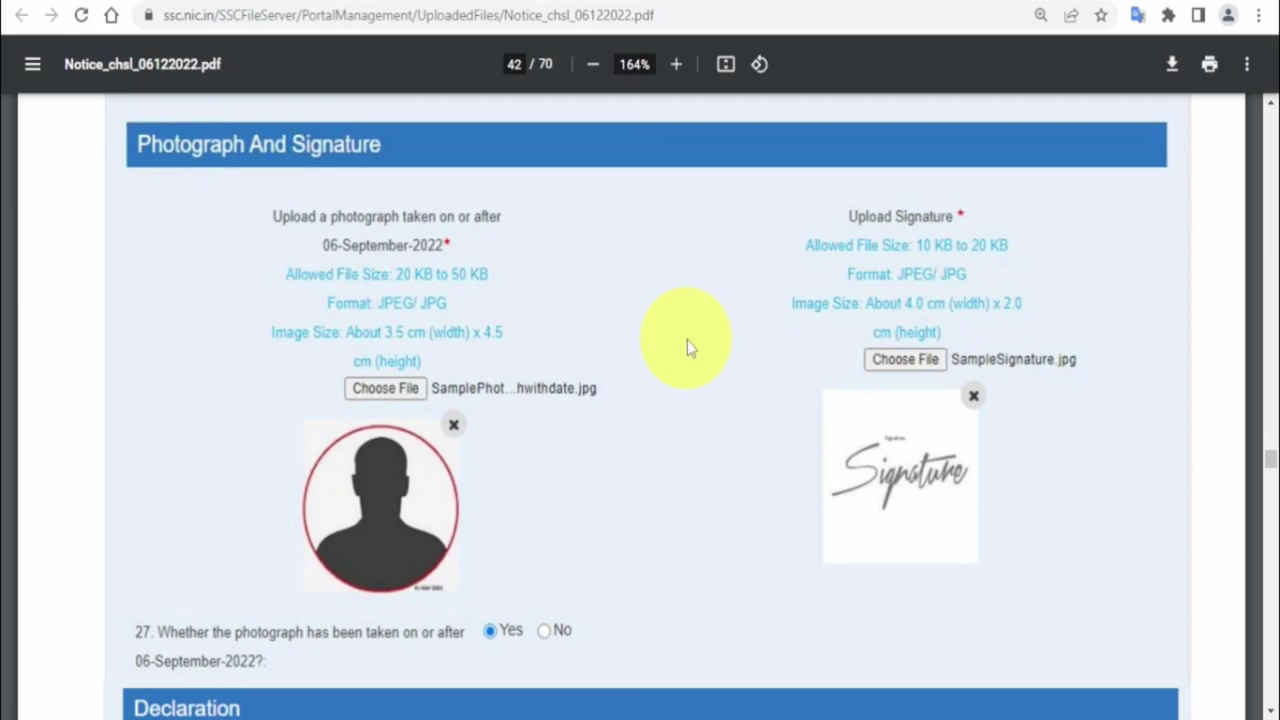 ssc.nic.in/SSCFileServer/PortalManagement/UploadedFiles/Notice_chsl_06122022.pdf
Notice_chsl_06122022.pdf
42 / 70
164%
Photograph And Signature
Upload a photograph taken on or after
06-September-2022*
Allowed File Size: 20 KB to 50 KB
Format: JPEG/ JPG
Image Size: About 3.5 cm (width) x 4.5
cm (height)
Choose File SamplePhot...hwithdate.jpg
Upload Signature *
Allowed File Size: 10 KB to 20 KB
Format: JPEG/ JPG
Image Size: About 4.0 cm (width) x 2.0
cm (height)
Choose File SampleSignature.jpg
Signature
Signature
27. Whether the photograph has been taken on or after
06-September-2022?:
Yes No
Declaration